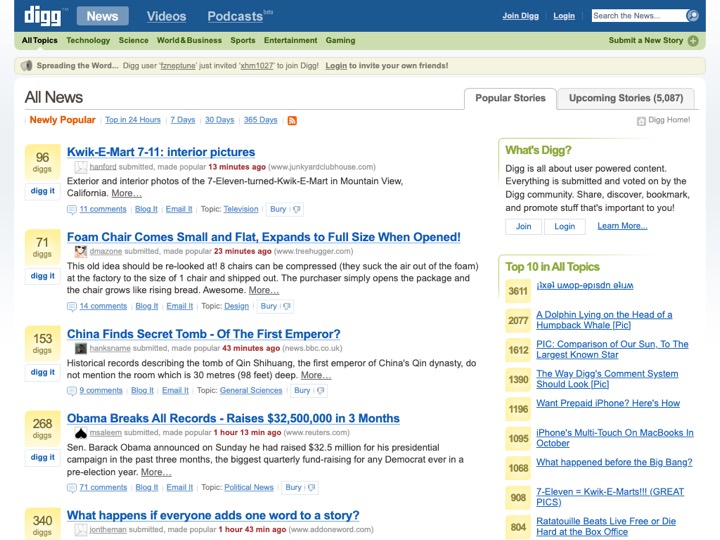 digg™ News Videos Podcasts beta Join Digg Login Search the News...
All Topics Technology Science World & Business Sports Entertainment Gaming Submit a New Story
Spreading the Word... Digg user 'fzneptune' just invited 'xhm1027' to join Digg! Login to invite your own friends!
All News
Popular Stories Upcoming Stories (5,087)
Newly Popular Top in 24 Hours 7 Days 30 Days 365 Days
Digg Home!
96 diggs
digg it
Kwik-E-Mart 7-11: interior pictures
hanford submitted, made popular 13 minutes ago (www.junkyardclubhouse.com)
Exterior and interior photos of the 7-Eleven-turned-Kwik-E-Mart in Mountain View,
California. More…
11 comments Blog It Email It Topic: Television Bury
71 diggs
digg it
Foam Chair Comes Small and Flat, Expands to Full Size When Opened!
dmazone submitted, made popular 23 minutes ago (www.treehugger.com)
This old idea should be re-looked at! 8 chairs can be compressed (they suck the air out of the foam)
at the factory to the size of 1 chair and shipped out. The purchaser simply opens the package and
the chair grows like rising bread. Awesome. More…
14 comments Blog It Email It Topic: Design Bury
153 diggs
digg it
China Finds Secret Tomb - Of The First Emperor?
hanksname submitted, made popular 43 minutes ago (news.bbc.co.uk)
Historical records describing the tomb of Qin Shihuang, the first emperor of China's Qin dynasty, do
not mention the room which is 30 metres (98 feet) deep. More…
9 comments Blog It Email It Topic: General Sciences Bury
268 diggs
digg it
Obama Breaks All Records - Raises $32,500,000 in 3 Months
msaleem submitted, made popular 1 hour 13 min ago (www.reuters.com)
Sen. Barack Obama announced on Sunday he had raised $32.5 million for his presidential
campaign in the past three months, the biggest quarterly fund-raising for any Democrat ever in a
pre-election year. More…
71 comments Blog It Email It Topic: Political News Bury
340 diggs
What happens if everyone adds one word to a story?
jontheman submitted, made popular 1 hour 43 min ago (www.addoneword.com)
What's Digg?
Digg is all about user powered content.
Everything is submitted and voted on by the
Digg community. Share, discover, bookmark,
and promote stuff that's important to you!
Join Login Learn More...
Top 10 in All Topics
3611 ¡ʇxǝʇ uʍop-ǝpısdn ǝʞɐɯ
2077 A Dolphin Lying on the Head of a
Humpback Whale [Pic]
1612 PIC: Comparison of Our Sun, To The
Largest Known Star
1390 The Way Digg's Comment System
Should Look [Pic]
1196 Want Prepaid iPhone? Here's How
1095 iPhone's Multi-Touch On MacBooks In
October
1068 What happened before the Big Bang?
908 7-Eleven = Kwik-E-Marts!!! (GREAT
PICS)
804 Ratatouille Beats Live Free or Die
Hard at the Box Office